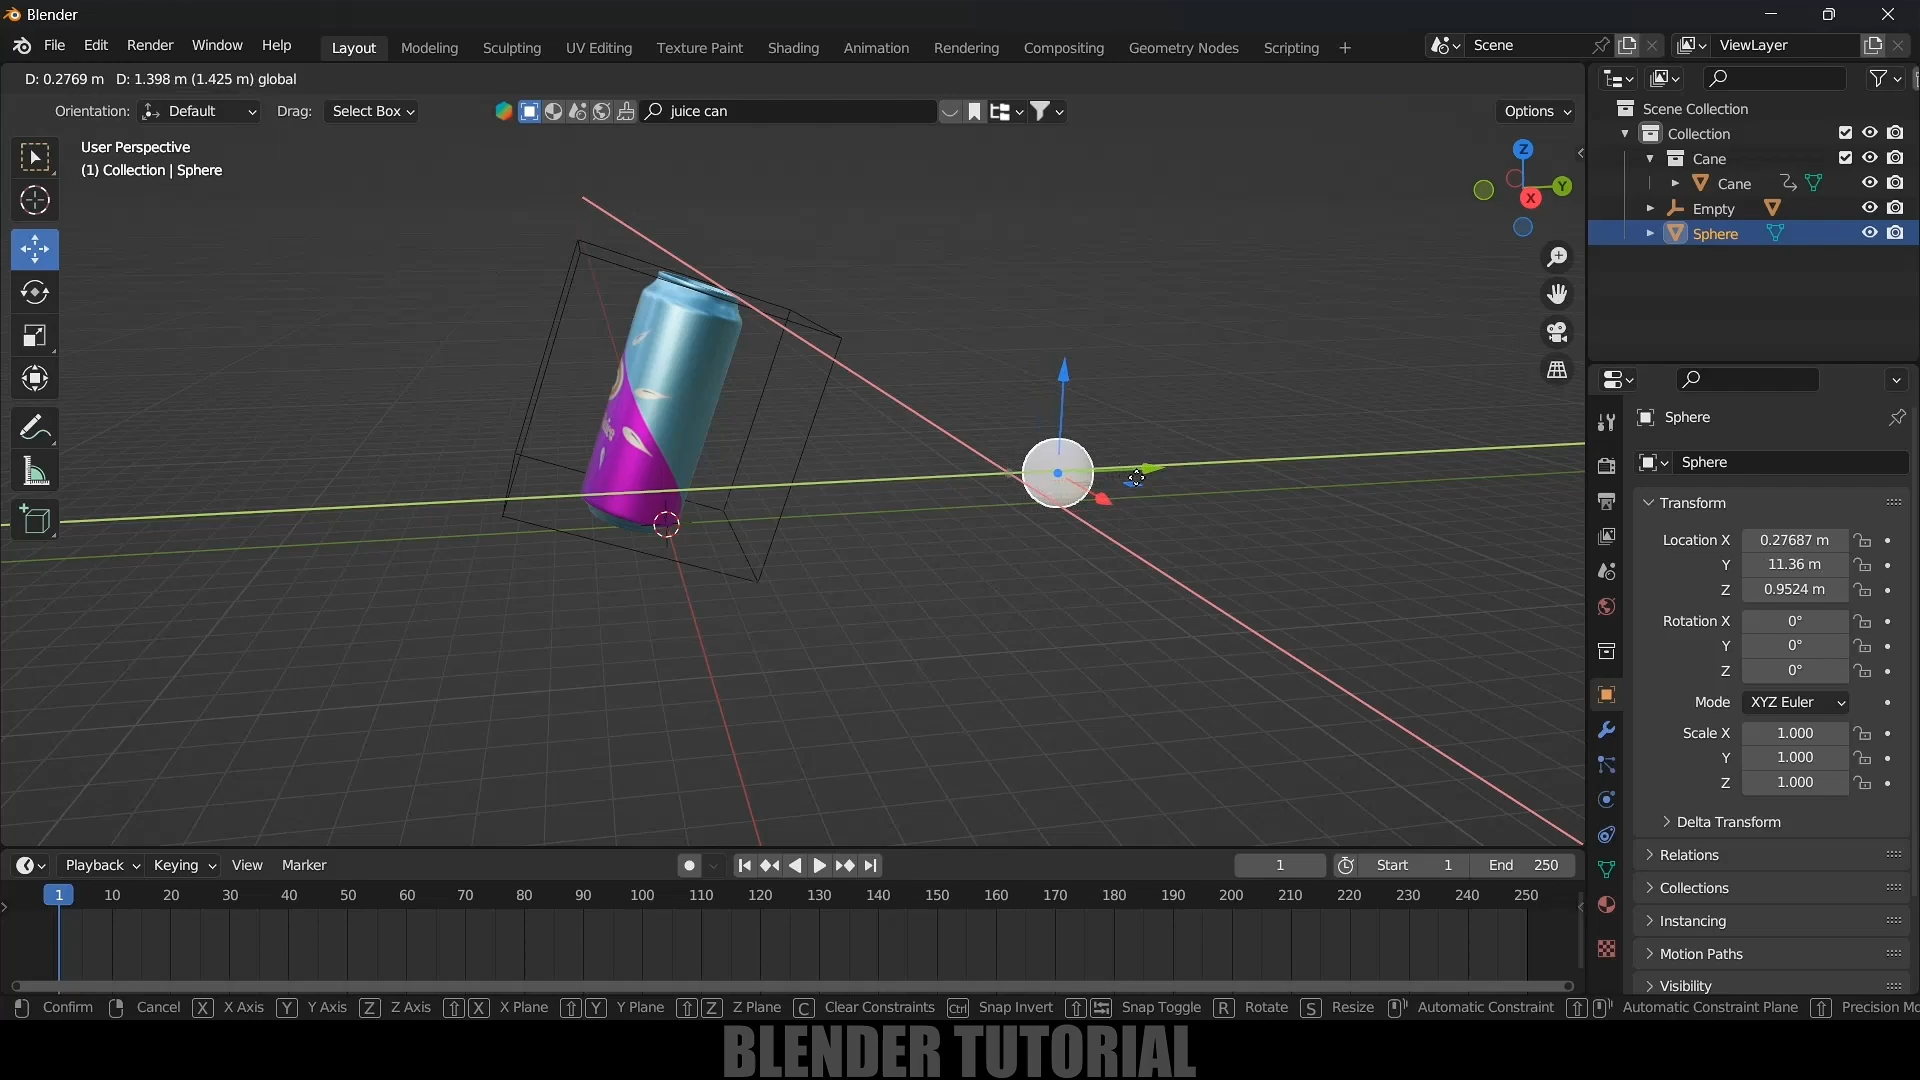 Blender
File Edit Render Window Help Layout Modeling Sculpting UV Editing Texture Paint Shading Animation Rendering Compositing Geometry Nodes Scripting + Scene ViewLayer
D: 0.2769 m D: 1.398 m (1.425 m) global
Orientation: Default Drag: Select Box juice can Options
User Perspective
(1) Collection | Sphere
Z
Y
X
Scene Collection
Collection
Cane
Cane
Empty
Sphere
Sphere
Sphere
Transform
Location X 0.27687 m
Y 11.36 m
Z 0.9524 m
Rotation X 0°
Y 0°
Z 0°
Mode XYZ Euler
Scale X 1.000
Y 1.000
Z 1.000
Delta Transform
Relations
Collections
Instancing
Motion Paths
Visibility
Playback Keying View Marker 1 Start 1 End 250
1 10 20 30 40 50 60 70 80 90 100 110 120 130 140 150 160 170 180 190 200 210 220 230 240 250
Confirm Cancel X X Axis Y Y Axis Z Z Axis X X Plane Y Y Plane Z Z Plane C Clear Constraints Ctrl Snap Invert Snap Toggle R Rotate S Resize Automatic Constraint Automatic Constraint Plane Precision Mo
BLENDER TUTORIAL